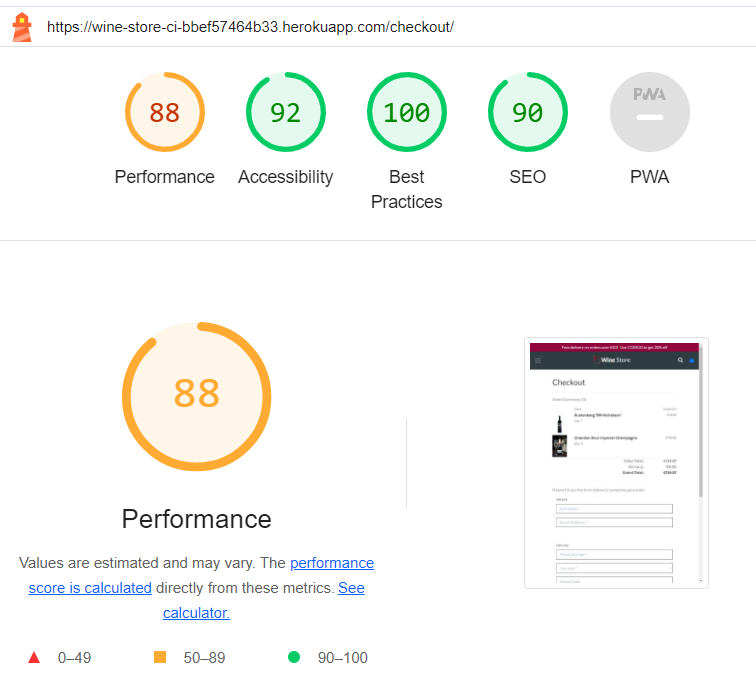 https://wine-store-ci-bbef57464b33.herokuapp.com/checkout/
88
92
100
90
PWA
Performance
Accessibility
Best
Practices
SEO
PWA
88
Performance
Values are estimated and may vary. The performance
score is calculated directly from these metrics. See
calculator.
0–49
50–89
90–100
Wine Store
Checkout